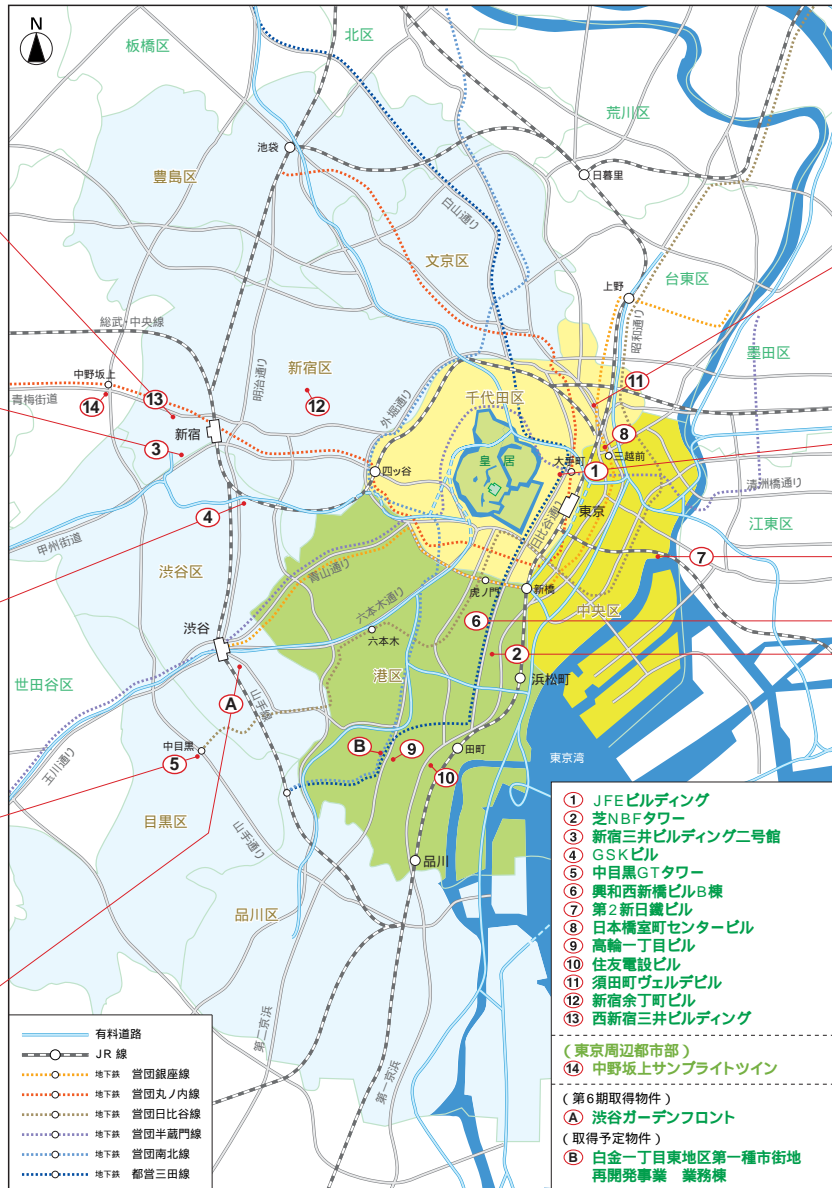 N
板橋区
北区
荒川区
池袋
日暮里
豊島区
白山通り
文京区
上野
台東区
昭和通り
総武・中央線
墨田区
明治通り
新宿区
中野坂上
外堀通り
千代田区
11
青梅街道
14
13
12
新宿
8
三越前
3
四ッ谷
皇居
大手町
1
清洲橋通り
4
日比谷通り
東京
江東区
甲州街道
青山通り
7
渋谷区
虎ノ門
新橋
六本木通り
中央区
渋谷
六本木
6
2
港区
浜松町
世田谷区
A
山手線
中目黒
5
B
9
田町
東京湾
玉川通り
10
目黒区
山手通り
品川
品川区
第二京浜
第一京浜
1 JFEビルディング
2 芝NBFタワー
3 新宿三井ビルディング二号館
4 GSKビル
5 中目黒GTタワー
6 興和西新橋ビルB棟
7 第2新日鐵ビル
8 日本橋室町センタービル
9 高輪一丁目ビル
10 住友電設ビル
11 須田町ヴェルデビル
12 新宿余丁町ビル
13 西新宿三井ビルディング
(東京周辺都市部)
14 中野坂上サンブライトツイン
(第6期取得物件)
A 渋谷ガーデンフロント
(取得予定物件)
B 白金一丁目東地区第一種市街地
再開発事業 業務棟
有料道路
JR線
地下鉄 営団銀座線
地下鉄 営団丸ノ内線
地下鉄 営団日比谷線
地下鉄 営団半蔵門線
地下鉄 営団南北線
地下鉄 都営三田線